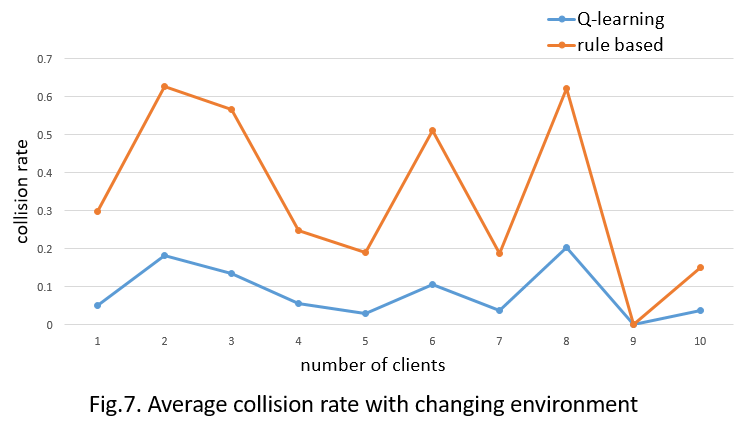 Q-learning
rule based
0.7
0.6
0.5
0.4
0.3
0.2
0.1
0
collision rate
1 2 3 4 5 6 7 8 9 10
number of clients
Fig.7. Average collision rate with changing environment